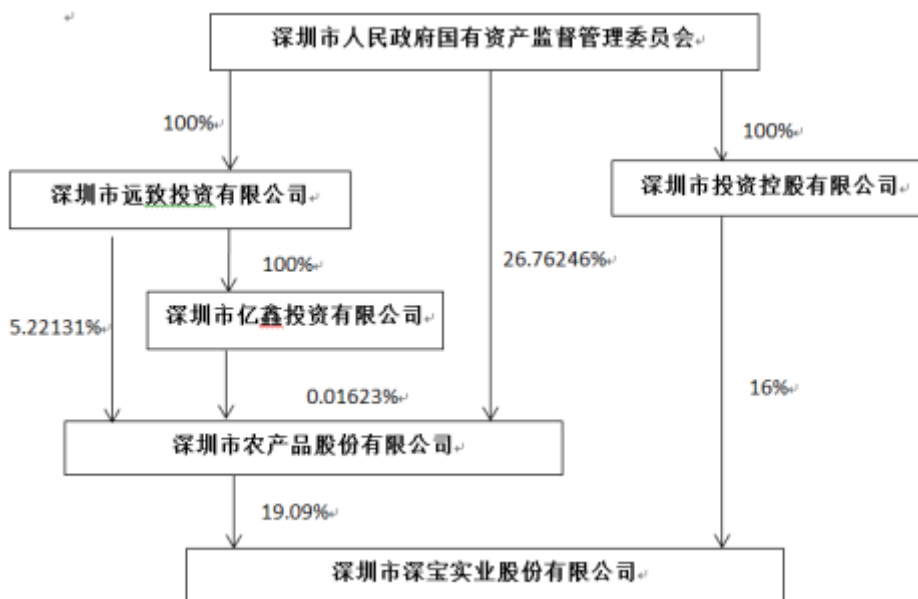 深圳市人民政府国有资产监督管理委员会
100%
100%
深圳市远致投资有限公司
深圳市投资控股有限公司
100%
26.76246%
深圳市亿鑫投资有限公司
5.22131%
0.01623%
16%
深圳市农产品股份有限公司
19.09%
深圳市深宝实业股份有限公司